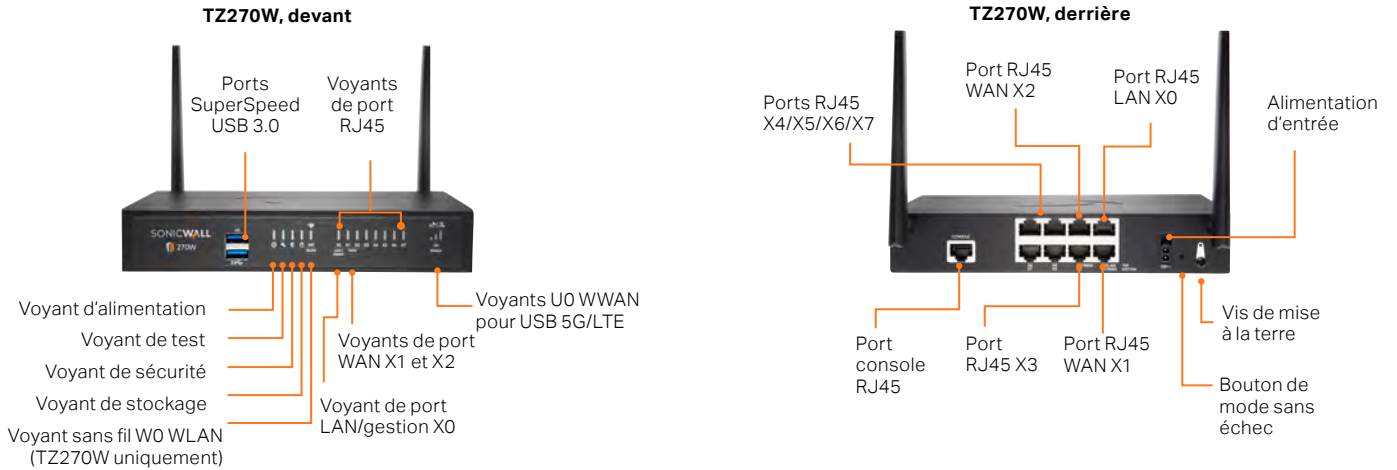 TZ270W, devant
Ports
SuperSpeed
USB 3.0
Voyants
de port
RJ45
SONICWALL
270W
Voyant d'alimentation
Voyant de test
Voyant de sécurité
Voyant de stockage
Voyant sans fil W0 WLAN
(TZ270W uniquement)
Voyants de port
WAN X1 et X2
Voyant de port
LAN/gestion X0
Voyants U0 WWAN
pour USB 5G/LTE
TZ270W, derrière
Ports RJ45
X4/X5/X6/X7
Port RJ45
WAN X2
Port RJ45
LAN X0
Alimentation
d'entrée
CONSOLE
Port
console
RJ45
Port
RJ45 X3
Port RJ45
WAN X1
Vis de mise
à la terre
Bouton de
mode sans
échec